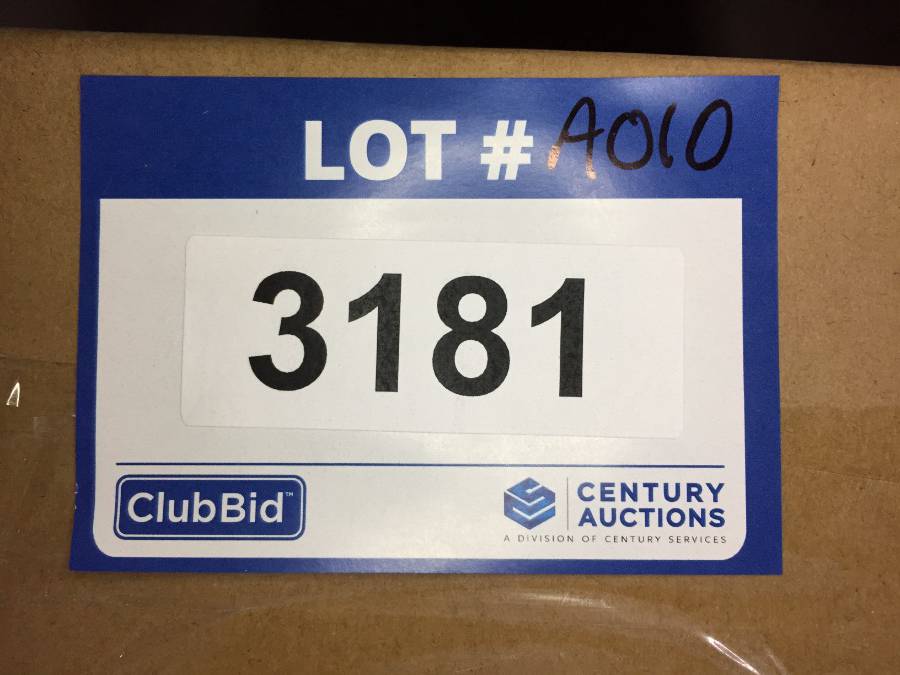 LOT # A010
3181
ClubBid™
CENTURY
AUCTIONS
A DIVISION OF CENTURY SERVICES